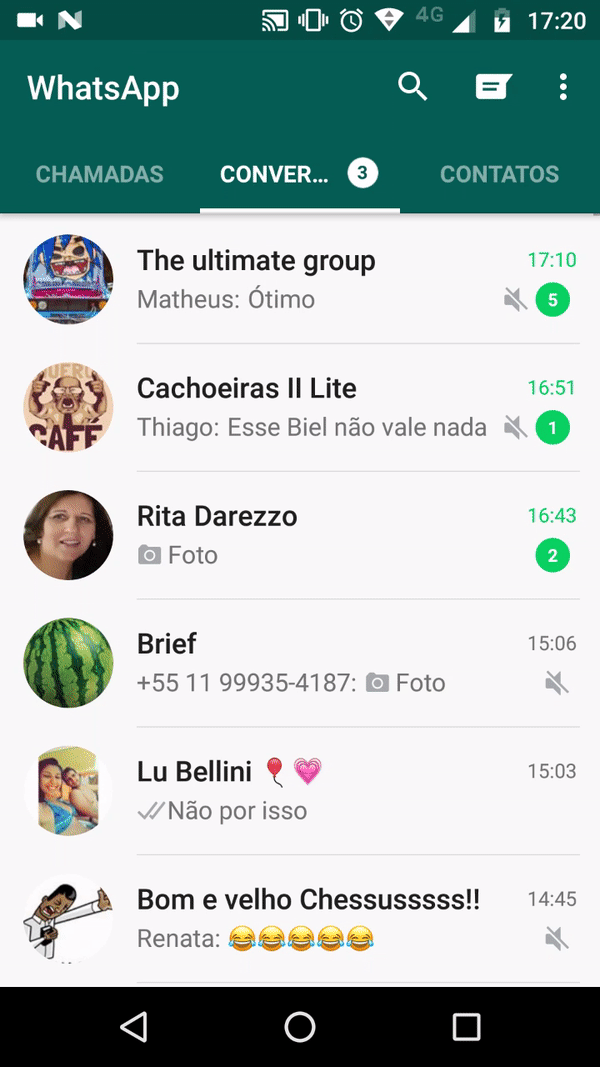 4G 17:20
WhatsApp
CHAMADAS CONVER... 3 CONTATOS
The ultimate group 17:10
Matheus: Ótimo 5
Cachoeiras II Lite 16:51
Thiago: Esse Biel não vale nada 1
QUERO
CAFÉ
Rita Darezzo 16:43
Foto 2
Brief 15:06
+55 11 99935-4187: Foto
Lu Bellini 🎈💗 15:03
Não por isso
Bom e velho Chessusssss!! 14:45
Renata: 😂😂😂😂😂